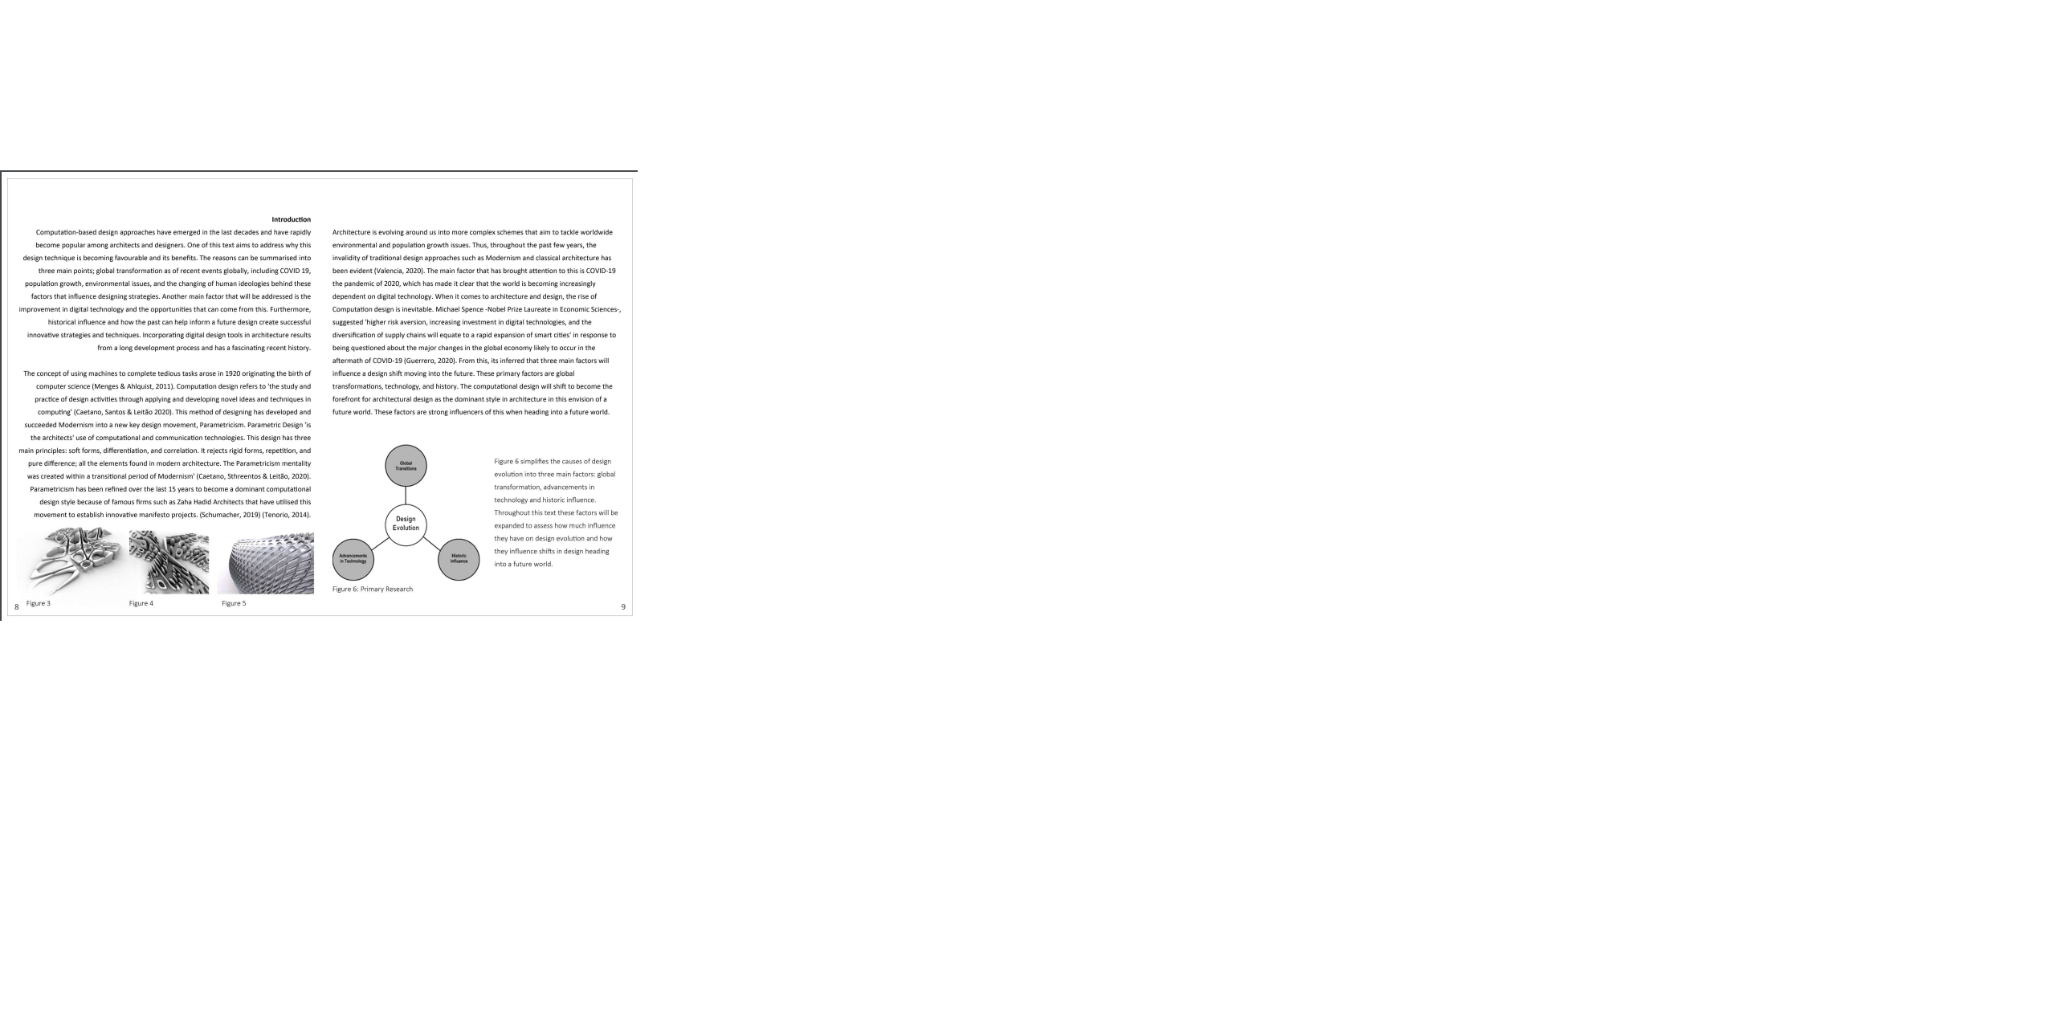 Introduction
Computation-based design approaches have emerged in the last decades and have rapidly
become popular among architects and designers. One of this text aims to address why this
design technique is becoming favourable and its benefits. The reasons can be summarised into
three main points; global transformation as of recent events globally, including COVID 19,
population growth, environmental issues, and the changing of human ideologies behind these
factors that influence designing strategies. Another main factor that will be addressed is the
improvement in digital technology and the opportunities that can come from this. Furthermore,
historical influence and how the past can help inform a future design create successful
innovative strategies and techniques. Incorporating digital design tools in architecture results
from a long development process and has a fascinating recent history.
The concept of using machines to complete tedious tasks arose in 1920 originating the birth of
computer science (Menges & Ahlquist, 2011). Computation design refers to 'the study and
practice of design activities through applying and developing novel ideas and techniques in
computing' (Caetano, Santos & Leitão 2020). This method of designing has developed and
succeeded Modernism into a new key design movement, Parametricism. Parametric Design 'is
the architects' use of computational and communication technologies. This design has three
main principles: soft forms, differentiation, and correlation. It rejects rigid forms, repetition, and
pure difference; all the elements found in modern architecture. The Parametricism mentality
was created within a transitional period of Modernism' (Caetano, Sthreentos & Leitão, 2020).
Parametricism has been refined over the last 15 years to become a dominant computational
design style because of famous firms such as Zaha Hadid Architects that have utilised this
movement to establish innovative manifesto projects. (Schumacher, 2019) (Tenorio, 2014).
Figure 3
Figure 4
Figure 5
8
Architecture is evolving around us into more complex schemes that aim to tackle worldwide
environmental and population growth issues. Thus, throughout the past few years, the
invalidity of traditional design approaches such as Modernism and classical architecture has
been evident (Valencia, 2020). The main factor that has brought attention to this is COVID-19
the pandemic of 2020, which has made it clear that the world is becoming increasingly
dependent on digital technology. When it comes to architecture and design, the rise of
Computation design is inevitable. Michael Spence -Nobel Prize Laureate in Economic Sciences-,
suggested 'higher risk aversion, increasing investment in digital technologies, and the
diversification of supply chains will equate to a rapid expansion of smart cities' in response to
being questioned about the major changes in the global economy likely to occur in the
aftermath of COVID-19 (Guerrero, 2020). From this, its inferred that three main factors will
influence a design shift moving into the future. These primary factors are global
transformations, technology, and history. The computational design will shift to become the
forefront for architectural design as the dominant style in architecture in this envision of a
future world. These factors are strong influencers of this when heading into a future world.
Global
Transitions
Design
Evolution
Advancements
in Technology
Historic
Influence
Figure 6: Primary Research
Figure 6 simplifies the causes of design
evolution into three main factors: global
transformation, advancements in
technology and historic influence.
Throughout this text these factors will be
expanded to assess how much influence
they have on design evolution and how
they influence shifts in design heading
into a future world.
9